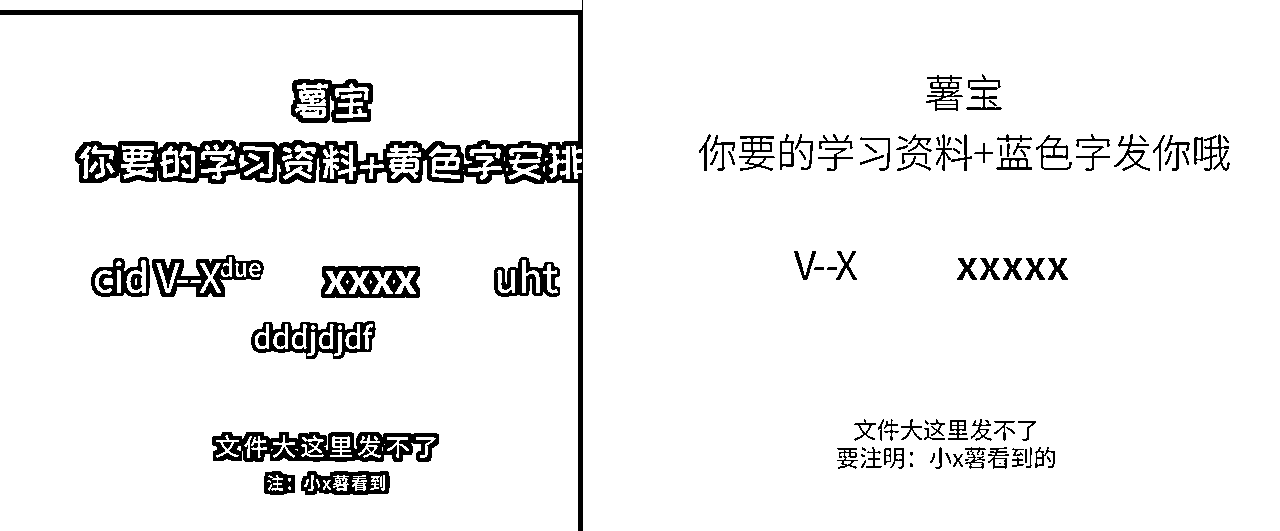 薯宝
你要的学习资料+黄色字安排
cid V--X due xxxx uht
dddjdjdf
文件大这里发不了
注：小x薯看到
薯宝
你要的学习资料+蓝色字发你哦
V--X xxxxx
文件大这里发不了
要注明：小x薯看到的